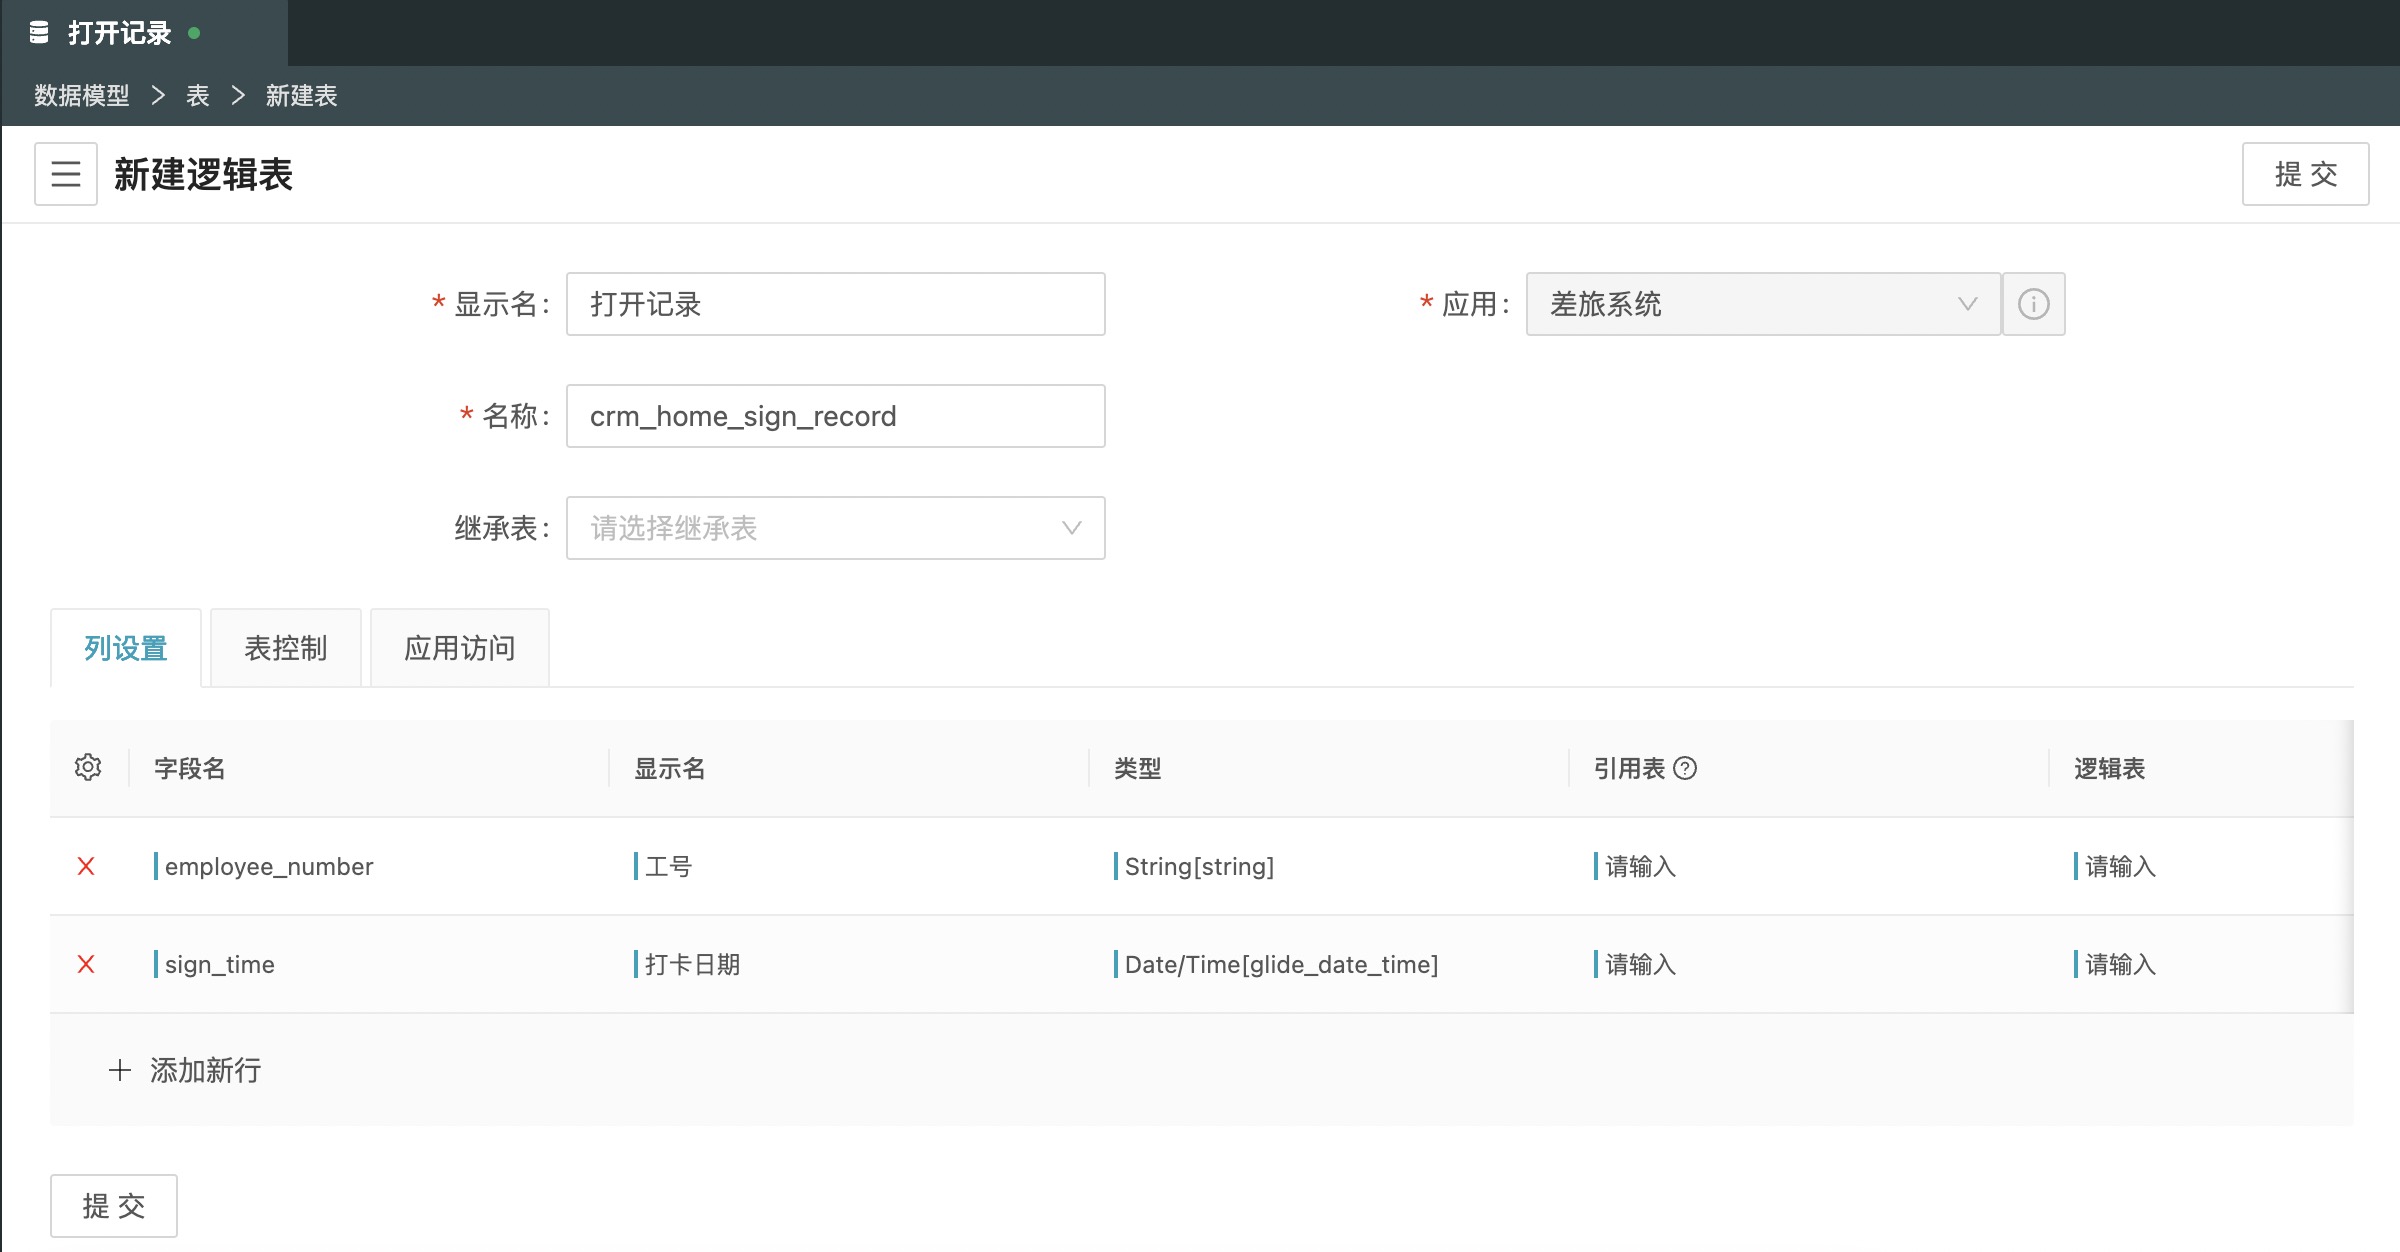 打开记录
数据模型 > 表 > 新建表
新建逻辑表
提 交
* 显示名: 打开记录
* 应用: 差旅系统
* 名称: crm_home_sign_record
继承表: 请选择继承表
列设置 表控制 应用访问
字段名 显示名 类型 引用表 逻辑表
employee_number 工号 String[string] 请输入 请输入
sign_time 打卡日期 Date/Time[glide_date_time] 请输入 请输入
+ 添加新行
提 交